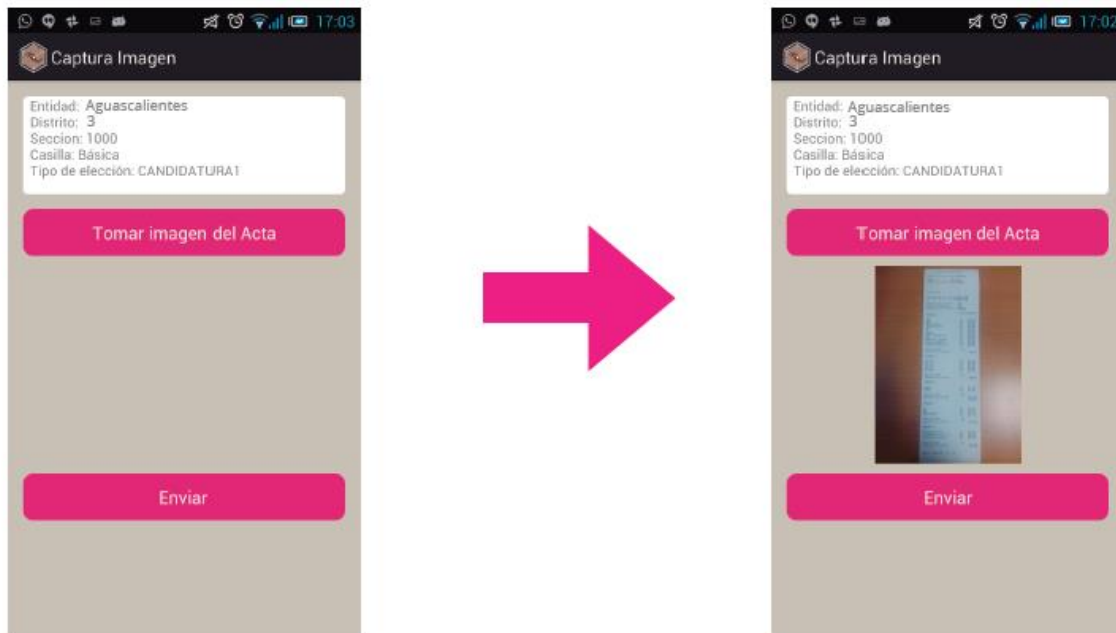 17:03
Captura Imagen
Entidad: Aguascalientes
Distrito: 3
Seccion: 1000
Casilla: Básica
Tipo de elección: CANDIDATURA1
Tomar imagen del Acta
Enviar
17:02
Captura Imagen
Entidad: Aguascalientes
Distrito: 3
Seccion: 1000
Casilla: Básica
Tipo de elección: CANDIDATURA1
Tomar imagen del Acta
Enviar